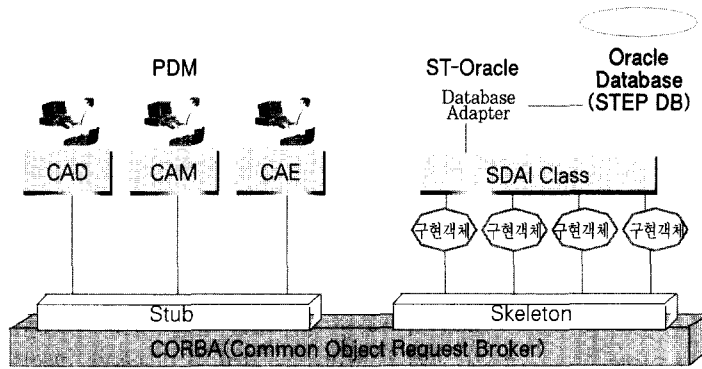 PDM
ST-Oracle
Oracle
Database
(STEP DB)
Database
Adapter
CAD
CAM
CAE
SDAI Class
구현객체
구현객체
구현객체
구현객체
Stub
Skeleton
CORBA(Common Object Request Broker)